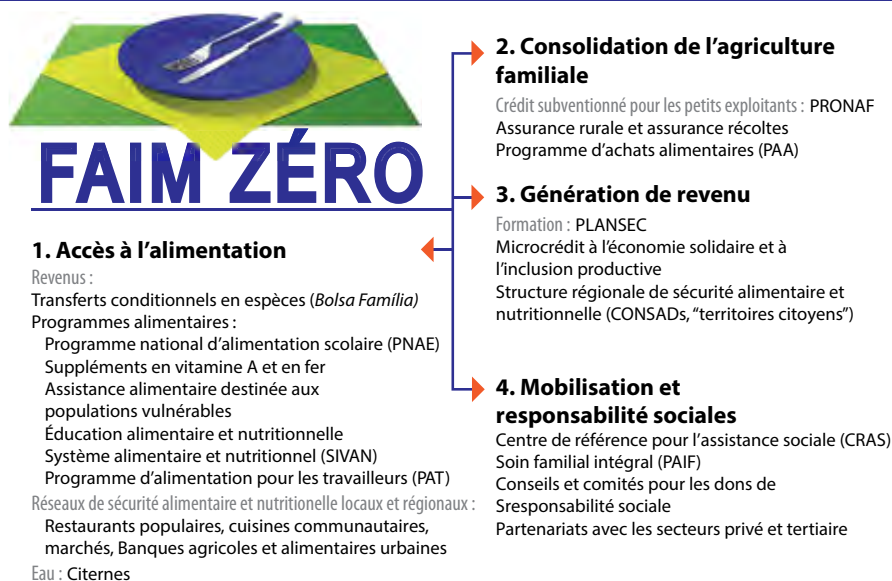 FAIM ZÉRO
1. Accès à l’alimentation
Revenus :
Transferts conditionnels en espèces (Bolsa Família)
Programmes alimentaires :
Programme national d’alimentation scolaire (PNAE)
Suppléments en vitamine A et en fer
Assistance alimentaire destinée aux
populations vulnérables
Éducation alimentaire et nutritionnelle
Système alimentaire et nutritionnel (SIVAN)
Programme d’alimentation pour les travailleurs (PAT)
Réseaux de sécurité alimentaire et nutritionelle locaux et régionaux :
Restaurants populaires, cuisines communautaires,
marchés, Banques agricoles et alimentaires urbaines
Eau : Citernes
2. Consolidation de l’agriculture
familiale
Crédit subventionné pour les petits exploitants : PRONAF
Assurance rurale et assurance récoltes
Programme d’achats alimentaires (PAA)
3. Génération de revenu
Formation : PLANSEC
Microcrédit à l’économie solidaire et à
l’inclusion productive
Structure régionale de sécurité alimentaire et
nutritionnelle (CONSADs, “territoires citoyens”)
4. Mobilisation et
responsabilité sociales
Centre de référence pour l’assistance sociale (CRAS)
Soin familial intégral (PAIF)
Conseils et comités pour les dons de
Sresponsabilité sociale
Partenariats avec les secteurs privé et tertiaire